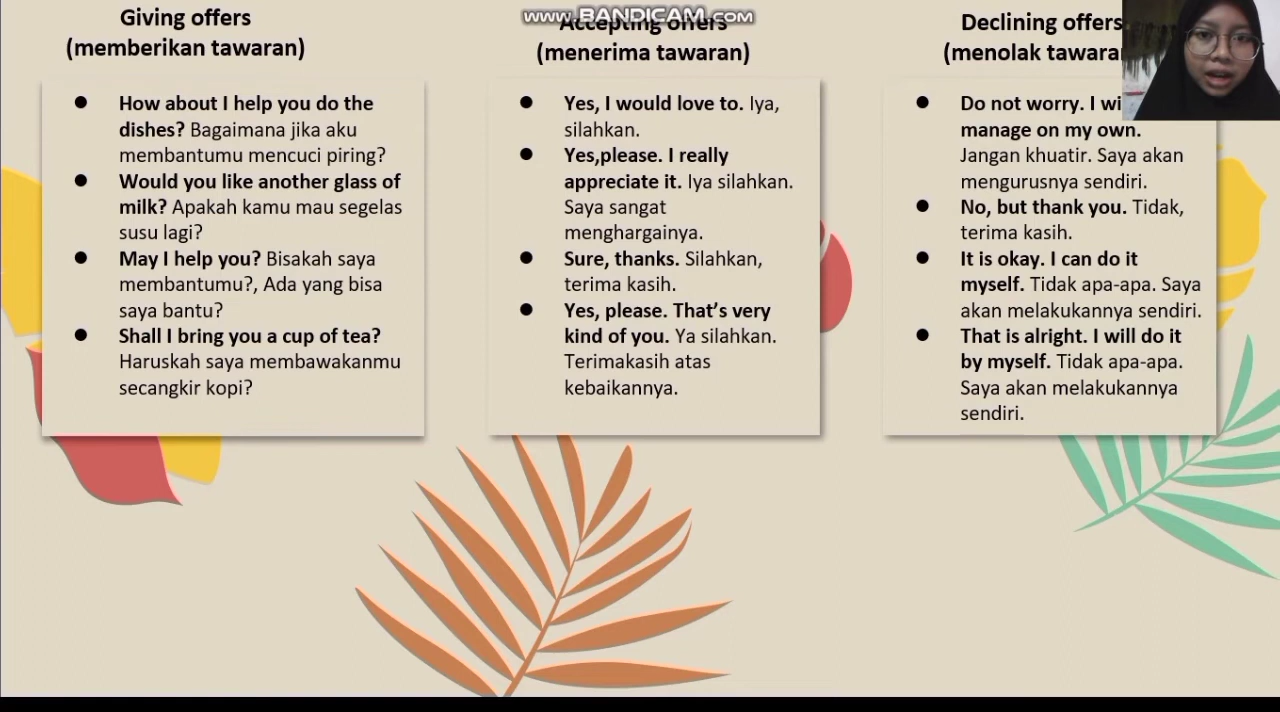 www.BANDICAM.com
Giving offers
(memberikan tawaran)
How about I help you do the
dishes? Bagaimana jika aku
membantumu mencuci piring?
Would you like another glass of
milk? Apakah kamu mau segelas
susu lagi?
May I help you? Bisakah saya
membantumu?, Ada yang bisa
saya bantu?
Shall I bring you a cup of tea?
Haruskah saya membawakanmu
secangkir kopi?
Accepting offers
(menerima tawaran)
Yes, I would love to. Iya,
silahkan.
Yes,please. I really
appreciate it. Iya silahkan.
Saya sangat
menghargainya.
Sure, thanks. Silahkan,
terima kasih.
Yes, please. That's very
kind of you. Ya silahkan.
Terimakasih atas
kebaikannya.
Declining offers
(menolak
Do not worry. I
manage on my own.
Jangan khuatir. Saya akan
mengurusnya sendiri.
No, but thank you. Tidak,
terima kasih.
It is okay. I can do it
myself. Tidak apa-apa. Saya
akan melakukannya sendiri.
That is alright. I will do it
by myself. Tidak apa-apa.
Saya akan melakukannya
sendiri.